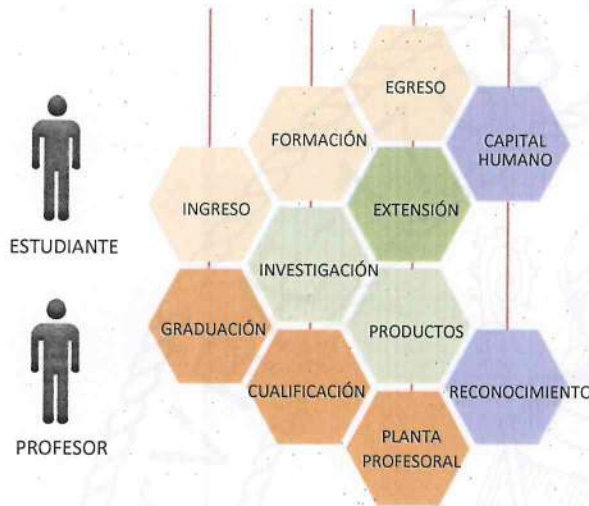 EGRESO
FORMACIÓN
CAPITAL
HUMANO
INGRESO
EXTENSIÓN
ESTUDIANTE
INVESTIGACIÓN
GRADUACIÓN
PRODUCTOS
CUALIFICACIÓN
RECONOCIMIENTO
PROFESOR
PLANTA
PROFESORAL